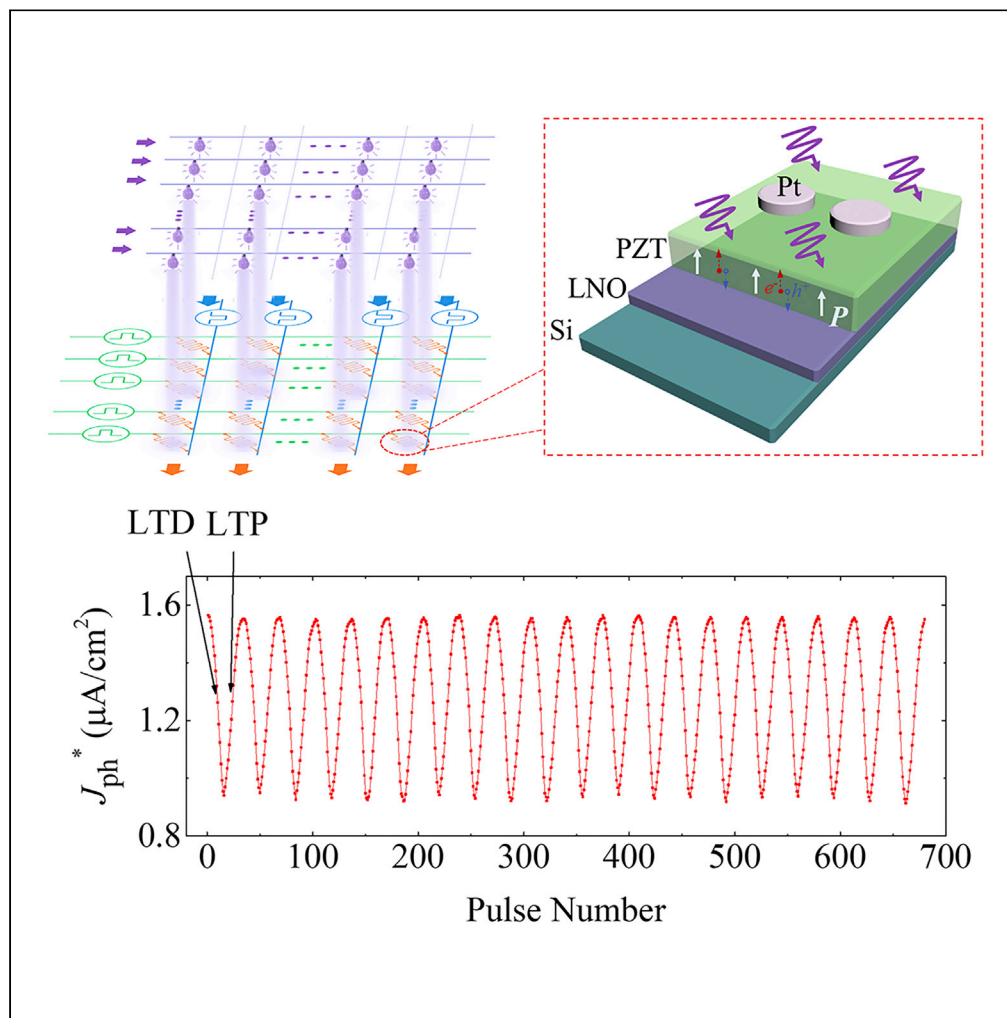 Pt
PZT
LNO
Si
e⁻
h⁺
P
LTD LTP
J_ph* (μA/cm²)
1.6
1.2
0.8
0 100 200 300 400 500 600 700
Pulse Number